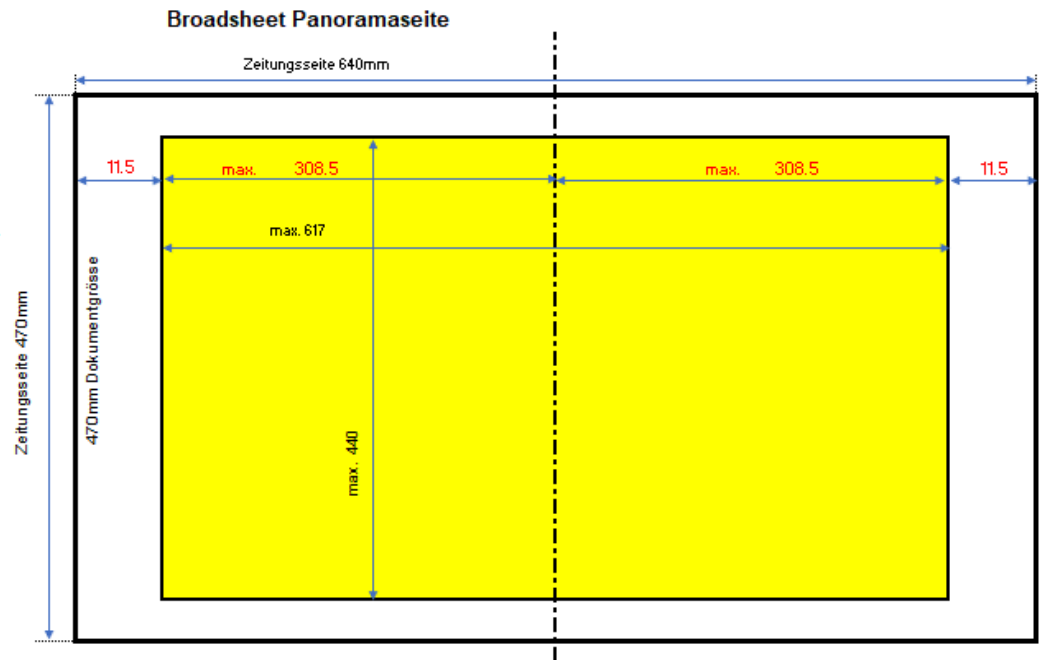 Broadsheet Panoramaseite
Zeitungsseite 640mm
11.5
max. 308.5
max. 308.5
11.5
max. 617
Zeitungsseite 470mm
470mm Dokumentgrösse
max. 440